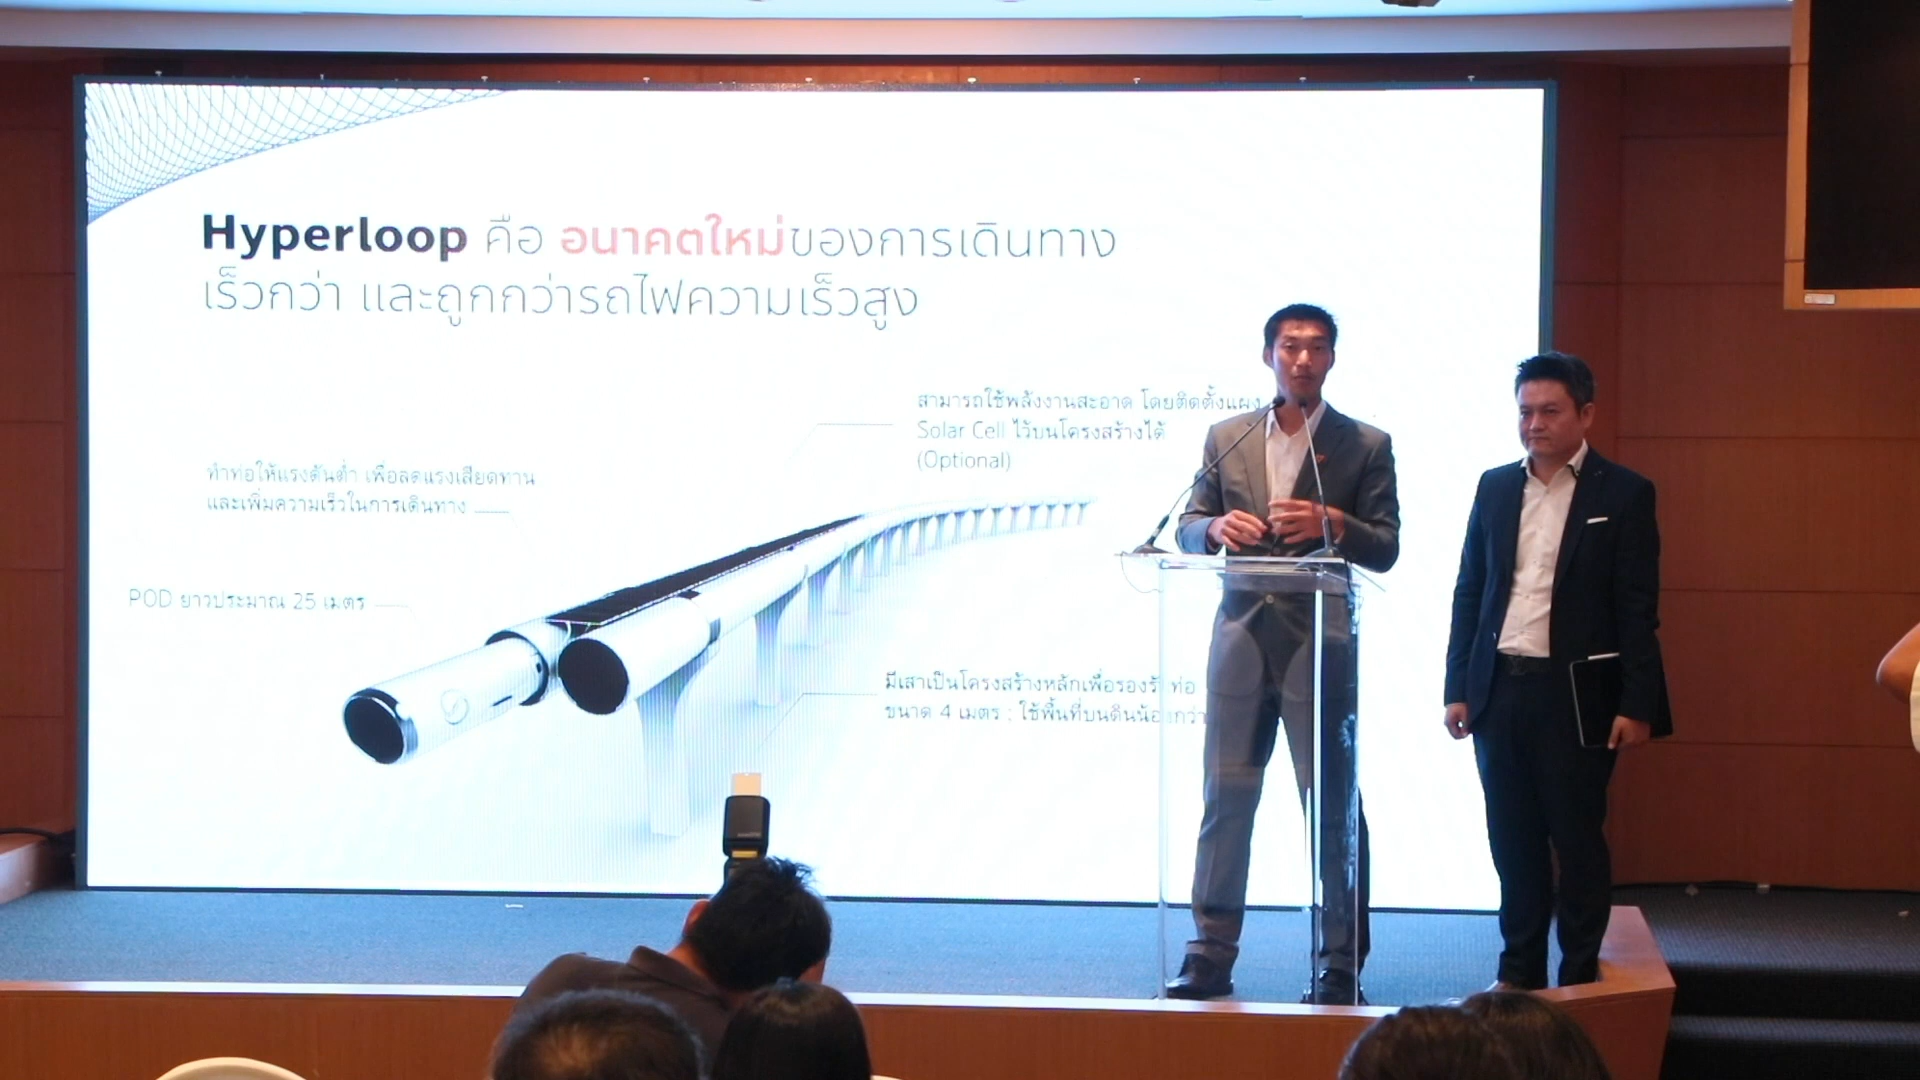 Hyperloop คือ อนาคตใหม่ของการเดินทาง
เร็วกว่า และถูกกว่ารถไฟความเร็วสูง
สามารถใช้พลังงานสะอาด โดยติดตั้งแผง
Solar Cell ไว้บนโครงสร้างได้
(Optional)
ทำท่อให้แรงดันต่ำ เพื่อลดแรงเสียดทาน
และเพิ่มความเร็วในการเดินทาง
POD ยาวประมาณ 25 เมตร
มีเสาเป็นโครงสร้างหลักเพื่อรองรับท่อ
ขนาด 4 เมตร ; ใช้พื้นที่บนดินน้อยกว่า